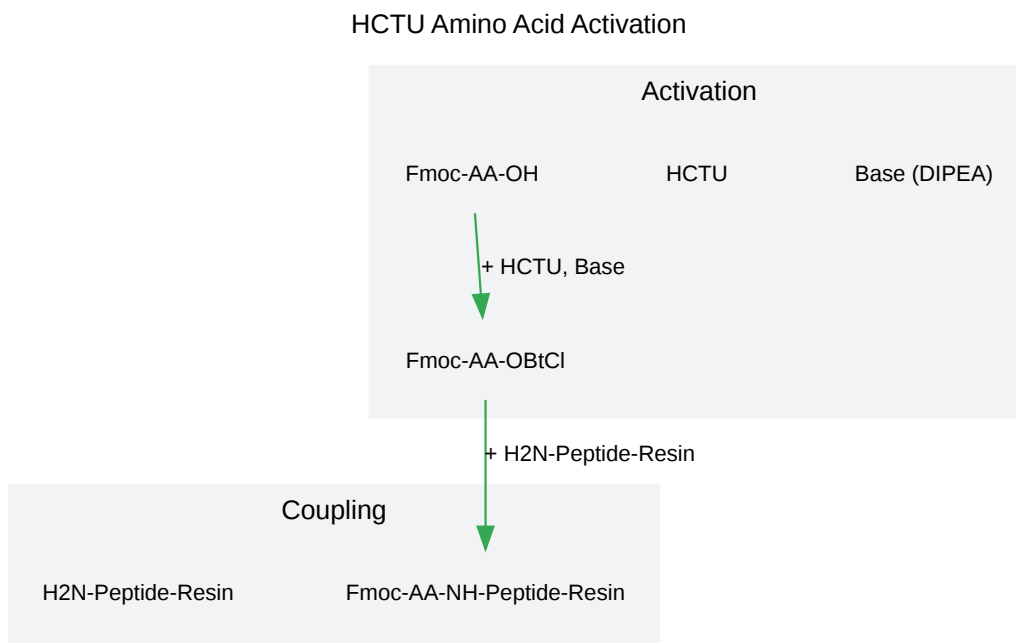 HCTU Amino Acid Activation
Activation
Fmoc-AA-OH
HCTU
Base (DIPEA)
+ HCTU, Base
Fmoc-AA-OBtCl
+ H2N-Peptide-Resin
Coupling
H2N-Peptide-Resin
Fmoc-AA-NH-Peptide-Resin